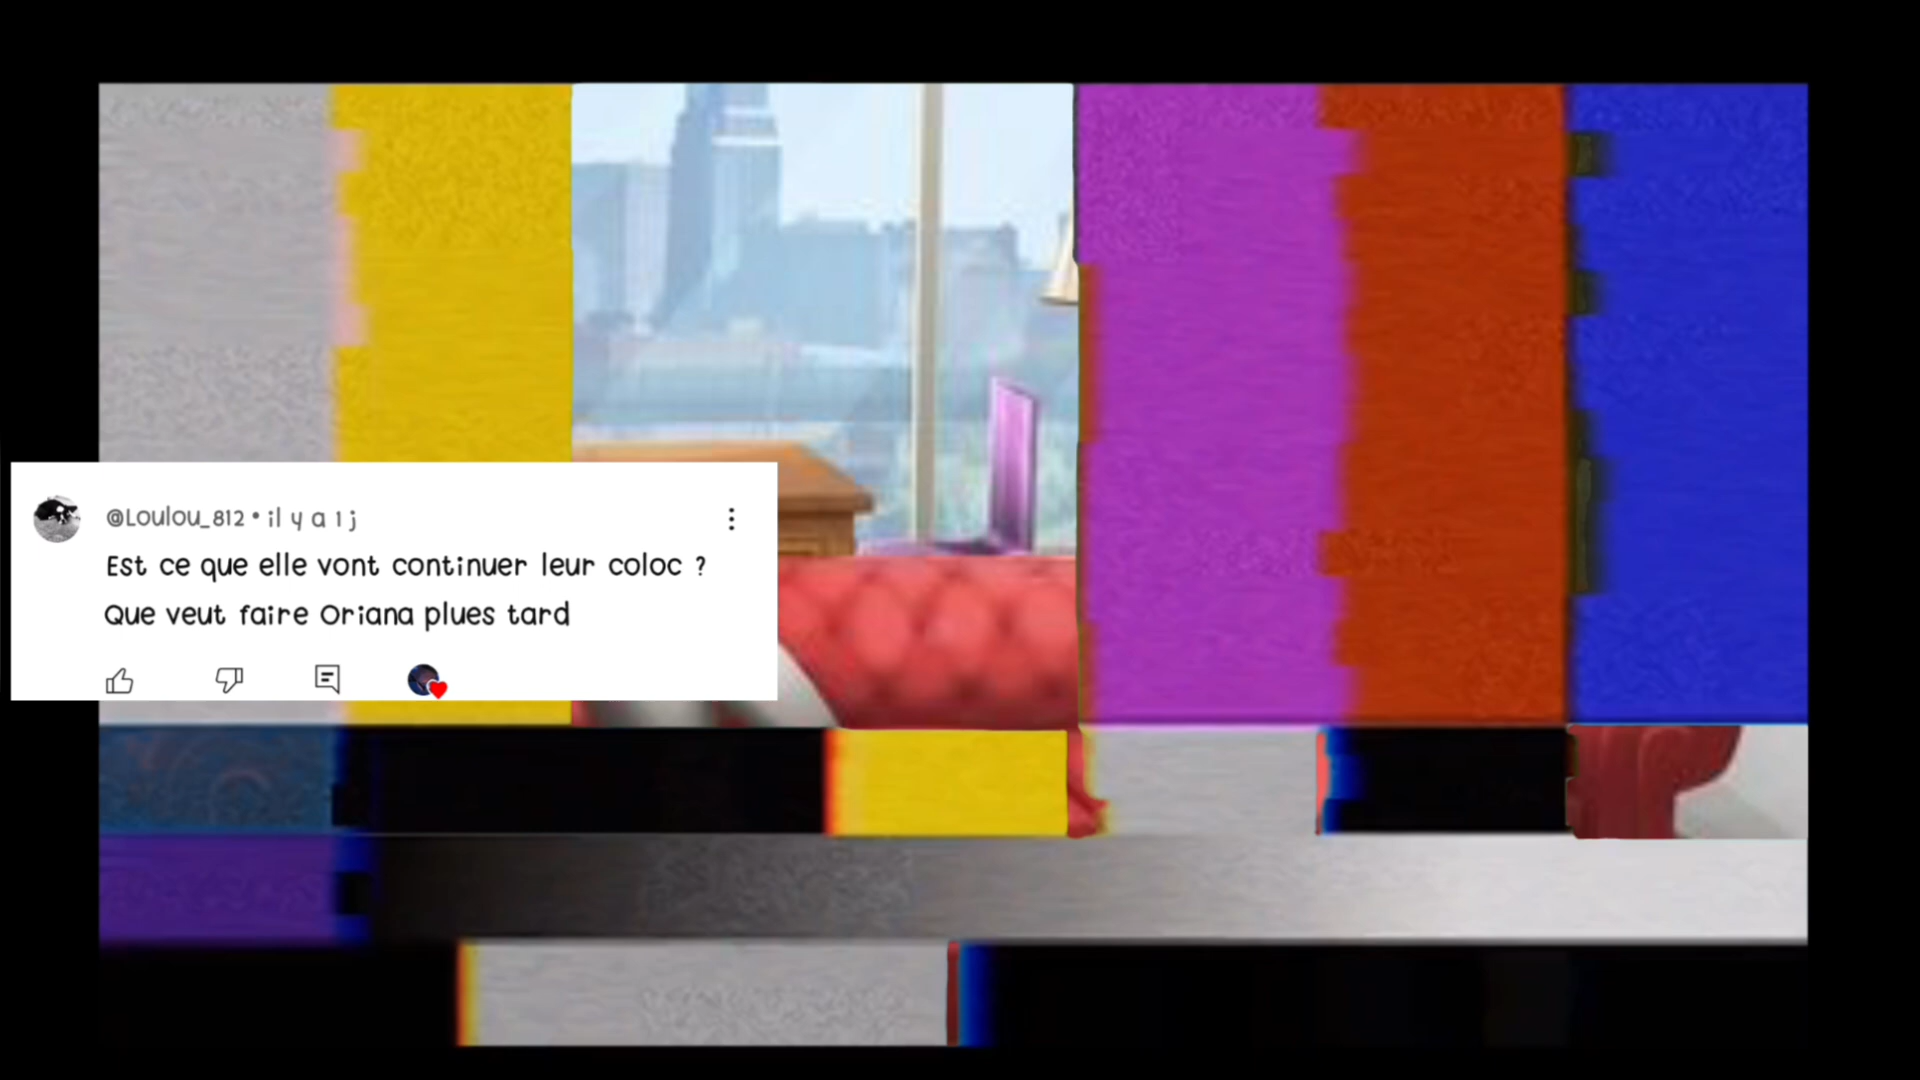 @Loulou_812 • il y a 1 j
Est ce que elle vont continuer leur coloc ?
Que veut faire Oriana plues tard